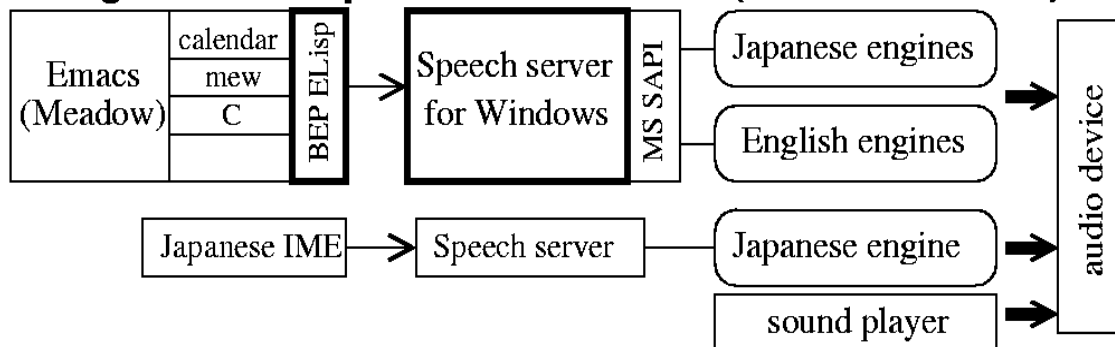 Emacs
(Meadow)
calendar
mew
C
BEP ELisp
Speech server
for Windows
MS SAPI
Japanese engines
English engines
audio device
Japanese IME
Speech server
Japanese engine
sound player